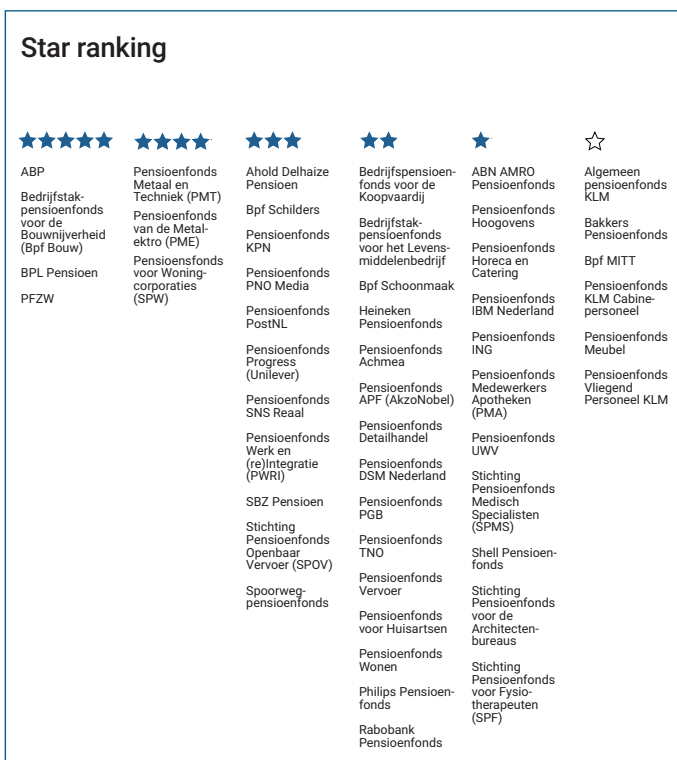 Star ranking
ABP
Bedrijfstak-
pensioenfonds
voor de
Bouwnijverheid
(Bpf Bouw)
BPL Pensioen
PFZW
Pensioenfonds
Metaal en
Techniek (PMT)
Pensioenfonds
van de Metal-
ektro (PME)
Pensioensfonds
voor Woning-
corporaties
(SPW)
Ahold Delhaize
Pensioen
Bpf Schilders
Pensioenfonds
KPN
Pensioenfonds
PNO Media
Pensioenfonds
PostNL
Pensioenfonds
Progress
(Unilever)
Pensioenfonds
SNS Reaal
Pensioenfonds
Werk en
(re)Integratie
(PWRI)
SBZ Pensioen
Stichting
Pensioenfonds
Openbaar
Vervoer (SPOV)
Spoorweg-
pensioenfonds
Bedrijfspensioen-
fonds voor de
Koopvaardij
Bedrijfstak-
pensioenfonds
voor het Levens-
middelenbedrijf
Bpf Schoonmaak
Heineken
Pensioenfonds
Pensioenfonds
Achmea
Pensioenfonds
APF (AkzoNobel)
Pensioenfonds
Detailhandel
Pensioenfonds
DSM Nederland
Pensioenfonds
PGB
Pensioenfonds
TNO
Pensioenfonds
Vervoer
Pensioenfonds
voor Huisartsen
Pensioenfonds
Wonen
Philips Pensioen-
fonds
Rabobank
Pensioenfonds
ABN AMRO
Pensioenfonds
Pensioenfonds
Hoogovens
Pensioenfonds
Horeca en
Catering
Pensioenfonds
IBM Nederland
Pensioenfonds
ING
Pensioenfonds
Medewerkers
Apotheken
(PMA)
Pensioenfonds
UWV
Stichting
Pensioenfonds
Medisch
Specialisten
(SPMS)
Shell Pensioen-
fonds
Stichting
Pensioenfonds
voor de
Architecten-
bureaus
Stichting
Pensioenfonds
voor Fysio-
therapeuten
(SPF)
Algemeen
pensioenfonds
KLM
Bakkers
Pensioenfonds
Bpf MITT
Pensioenfonds
KLM Cabine-
personeel
Pensioenfonds
Meubel
Pensioenfonds
Vliegend
Personeel KLM